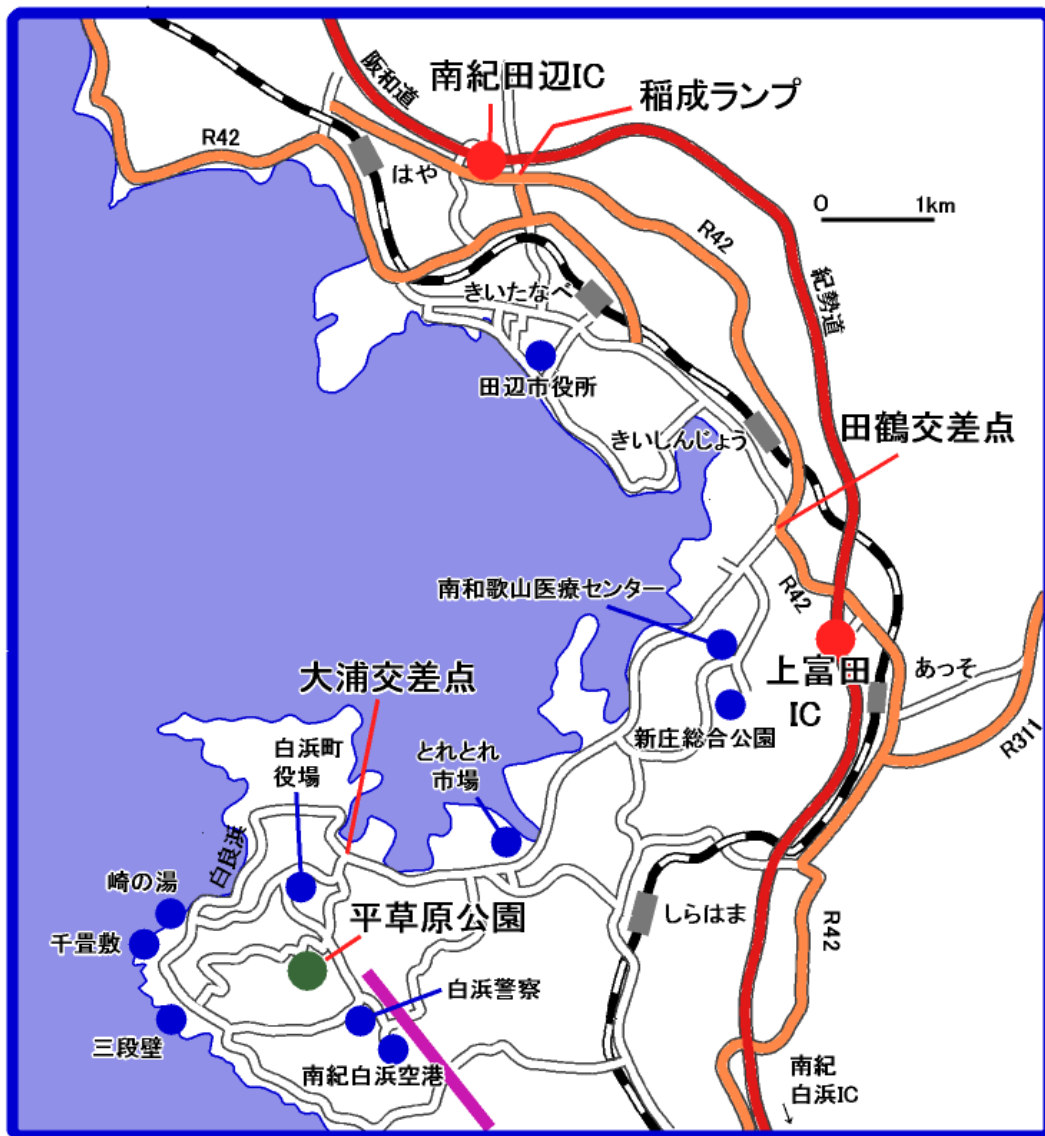 阪和道
南紀田辺IC
稲成ランプ
R42
はや
0 1km
R42
紀勢道
きいたなべ
田辺市役所
きいしんじょう
田鶴交差点
R42
南和歌山医療センター
上富田
IC
あっそ
R311
新庄総合公園
大浦交差点
白浜町
役場
とれとれ
市場
白良浜
崎の湯
千畳敷
平草原公園
しらはま
R42
白浜警察
三段壁
南紀白浜空港
南紀
白浜IC
↓